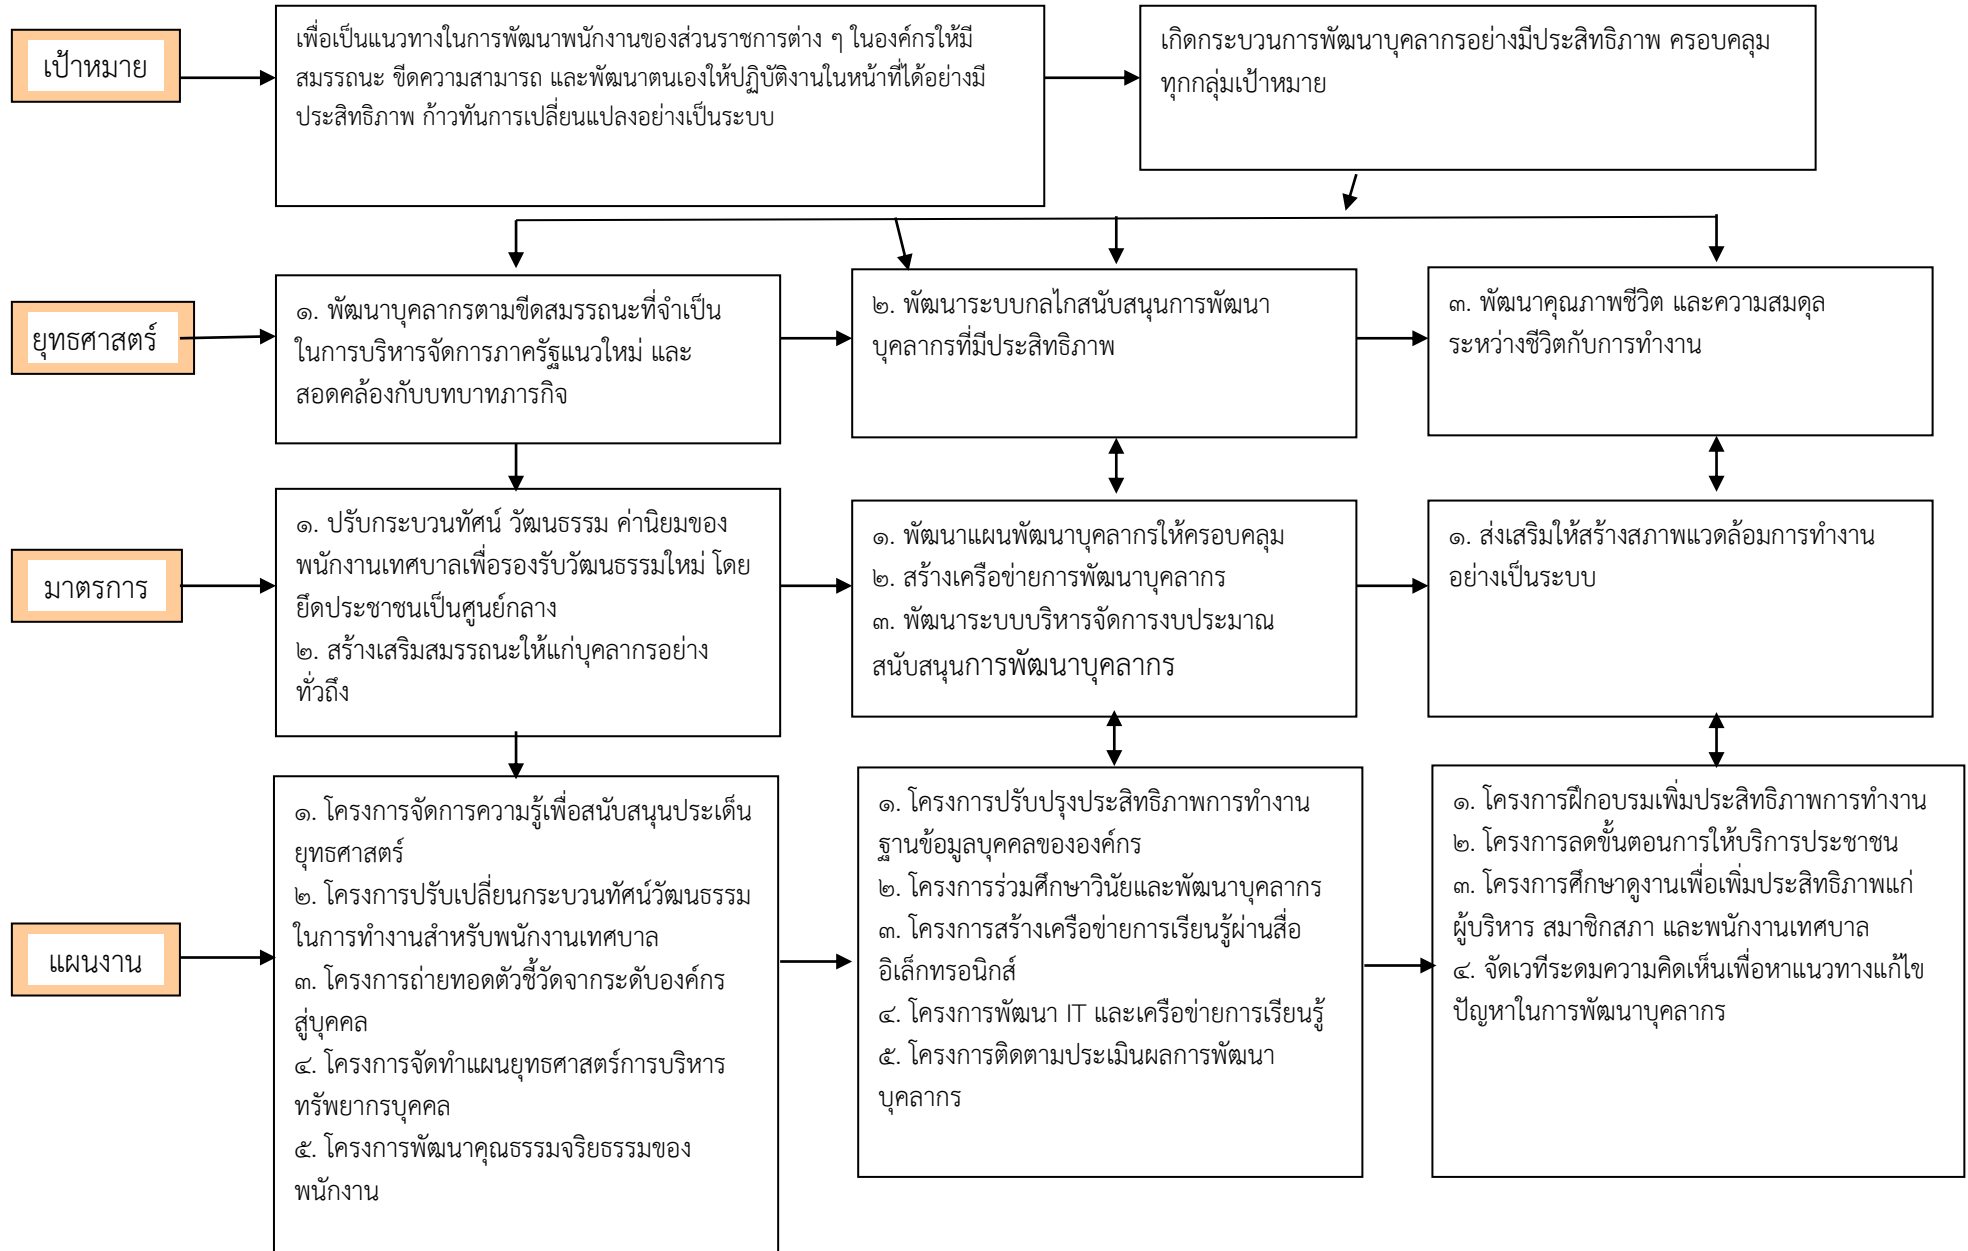 เป้าหมาย
เพื่อเป็นแนวทางในการพัฒนาพนักงานของส่วนราชการต่าง ๆ ในองค์กรให้มี
สมรรถนะ ขีดความสามารถ และพัฒนาตนเองให้ปฏิบัติงานในหน้าที่ได้อย่างมี
ประสิทธิภาพ ก้าวทันการเปลี่ยนแปลงอย่างเป็นระบบ
เกิดกระบวนการพัฒนาบุคลากรอย่างมีประสิทธิภาพ ครอบคลุม
ทุกกลุ่มเป้าหมาย
ยุทธศาสตร์
๑. พัฒนาบุคลากรตามขีดสมรรถนะที่จำเป็น
ในการบริหารจัดการภาครัฐแนวใหม่ และ
สอดคล้องกับบทบาทภารกิจ
๒. พัฒนาระบบกลไกสนับสนุนการพัฒนา
บุคลากรที่มีประสิทธิภาพ
๓. พัฒนาคุณภาพชีวิต และความสมดุล
ระหว่างชีวิตกับการทำงาน
มาตรการ
๑. ปรับกระบวนทัศน์ วัฒนธรรม ค่านิยมของ
พนักงานเทศบาลเพื่อรองรับวัฒนธรรมใหม่ โดย
ยึดประชาชนเป็นศูนย์กลาง
๒. สร้างเสริมสมรรถนะให้แก่บุคลากรอย่าง
ทั่วถึง
๑. พัฒนาแผนพัฒนาบุคลากรให้ครอบคลุม
๒. สร้างเครือข่ายการพัฒนาบุคลากร
๓. พัฒนาระบบบริหารจัดการงบประมาณ
สนับสนุนการพัฒนาบุคลากร
๑. ส่งเสริมให้สร้างสภาพแวดล้อมการทำงาน
อย่างเป็นระบบ
แผนงาน
๑. โครงการจัดการความรู้เพื่อสนับสนุนประเด็น
ยุทธศาสตร์
๒. โครงการปรับเปลี่ยนกระบวนทัศน์วัฒนธรรม
ในการทำงานสำหรับพนักงานเทศบาล
๓. โครงการถ่ายทอดตัวชี้วัดจากระดับองค์กร
สู่บุคคล
๔. โครงการจัดทำแผนยุทธศาสตร์การบริหาร
ทรัพยากรบุคคล
๕. โครงการพัฒนาคุณธรรมจริยธรรมของ
พนักงาน
๑. โครงการปรับปรุงประสิทธิภาพการทำงาน
ฐานข้อมูลบุคคลขององค์กร
๒. โครงการร่วมศึกษาวินัยและพัฒนาบุคลากร
๓. โครงการสร้างเครือข่ายการเรียนรู้ผ่านสื่อ
อิเล็กทรอนิกส์
๔. โครงการพัฒนา IT และเครือข่ายการเรียนรู้
๕. โครงการติดตามประเมินผลการพัฒนา
บุคลากร
๑. โครงการฝึกอบรมเพิ่มประสิทธิภาพการทำงาน
๒. โครงการลดขั้นตอนการให้บริการประชาชน
๓. โครงการศึกษาดูงานเพื่อเพิ่มประสิทธิภาพแก่
ผู้บริหาร สมาชิกสภา และพนักงานเทศบาล
๔. จัดเวทีระดมความคิดเห็นเพื่อหาแนวทางแก้ไข
ปัญหาในการพัฒนาบุคลากร